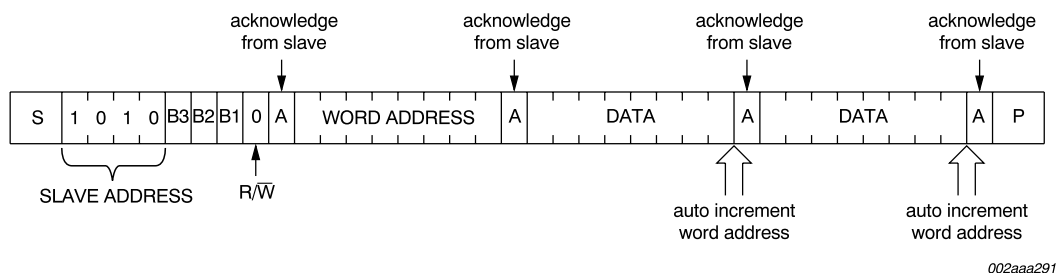 acknowledge
from slave
acknowledge
from slave
acknowledge
from slave
acknowledge
from slave
S 1 0 1 0 B3 B2 B1 0 A WORD ADDRESS A DATA A DATA A P
SLAVE ADDRESS
R/W̅
auto increment
word address
auto increment
word address
002aaa291